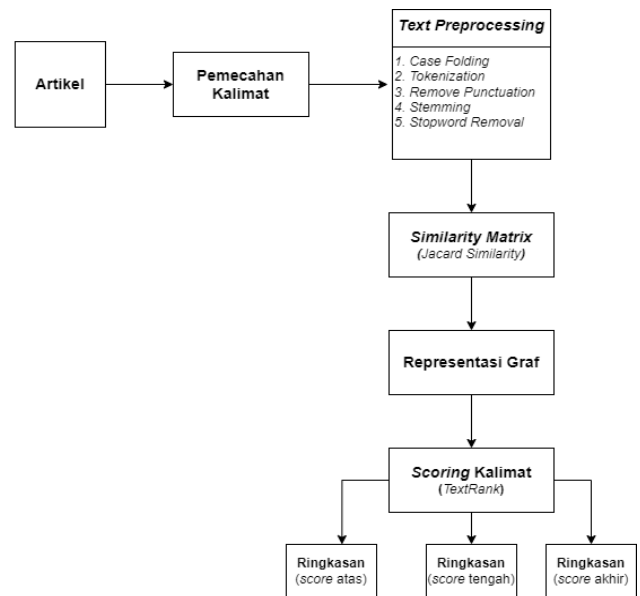 Text Preprocessing
1. Case Folding
2. Tokenization
3. Remove Punctuation
4. Stemming
5. Stopword Removal
Artikel
Pemecahan
Kalimat
Similarity Matrix
(Jacard Similarity)
Representasi Graf
Scoring Kalimat
(TextRank)
Ringkasan
(score atas)
Ringkasan
(score tengah)
Ringkasan
(score akhir)